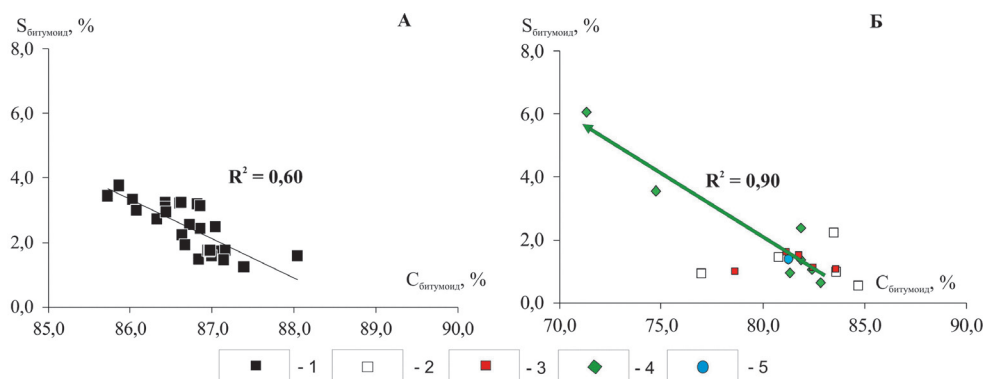 S битумоид, %
А
8,0
6,0
4,0
2,0
0,0
R² = 0,60
C битумоид, %
85,0 86,0 87,0 88,0 89,0 90,0
S битумоид, %
Б
8,0
6,0
4,0
2,0
0,0
R² = 0,90
C битумоид, %
70,0 75,0 80,0 85,0 90,0
- 1 - 2 - 3 - 4 - 5